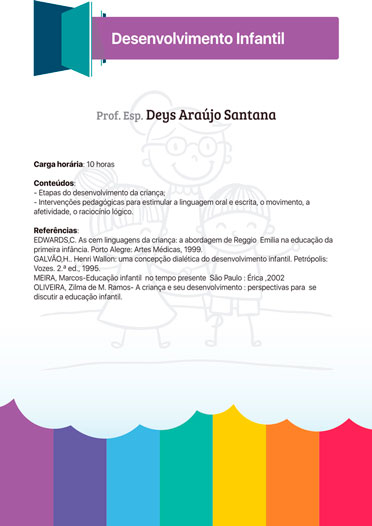 Desenvolvimento Infantil
Prof. Esp. Deys Araújo Santana
Carga horária: 10 horas
Conteúdos:
- Etapas do desenvolvimento da criança;
- Intervenções pedagógicas para estimular a linguagem oral e escrita, o movimento, a
afetividade, o raciocínio lógico.
Referências:
EDWARDS,C. As cem linguagens da criança: a abordagem de Reggio Emilia na educação da
primeira infância. Porto Alegre: Artes Médicas, 1999.
GALVÃO,H.. Henri Wallon: uma concepção dialética do desenvolvimento infantil. Petrópolis:
Vozes. 2.ª ed., 1995.
MEIRA, Marcos-Educação infantil no tempo presente São Paulo : Érica ,2002
OLIVEIRA, Zilma de M. Ramos- A criança e seu desenvolvimento : perspectivas para se
discutir a educação infantil.